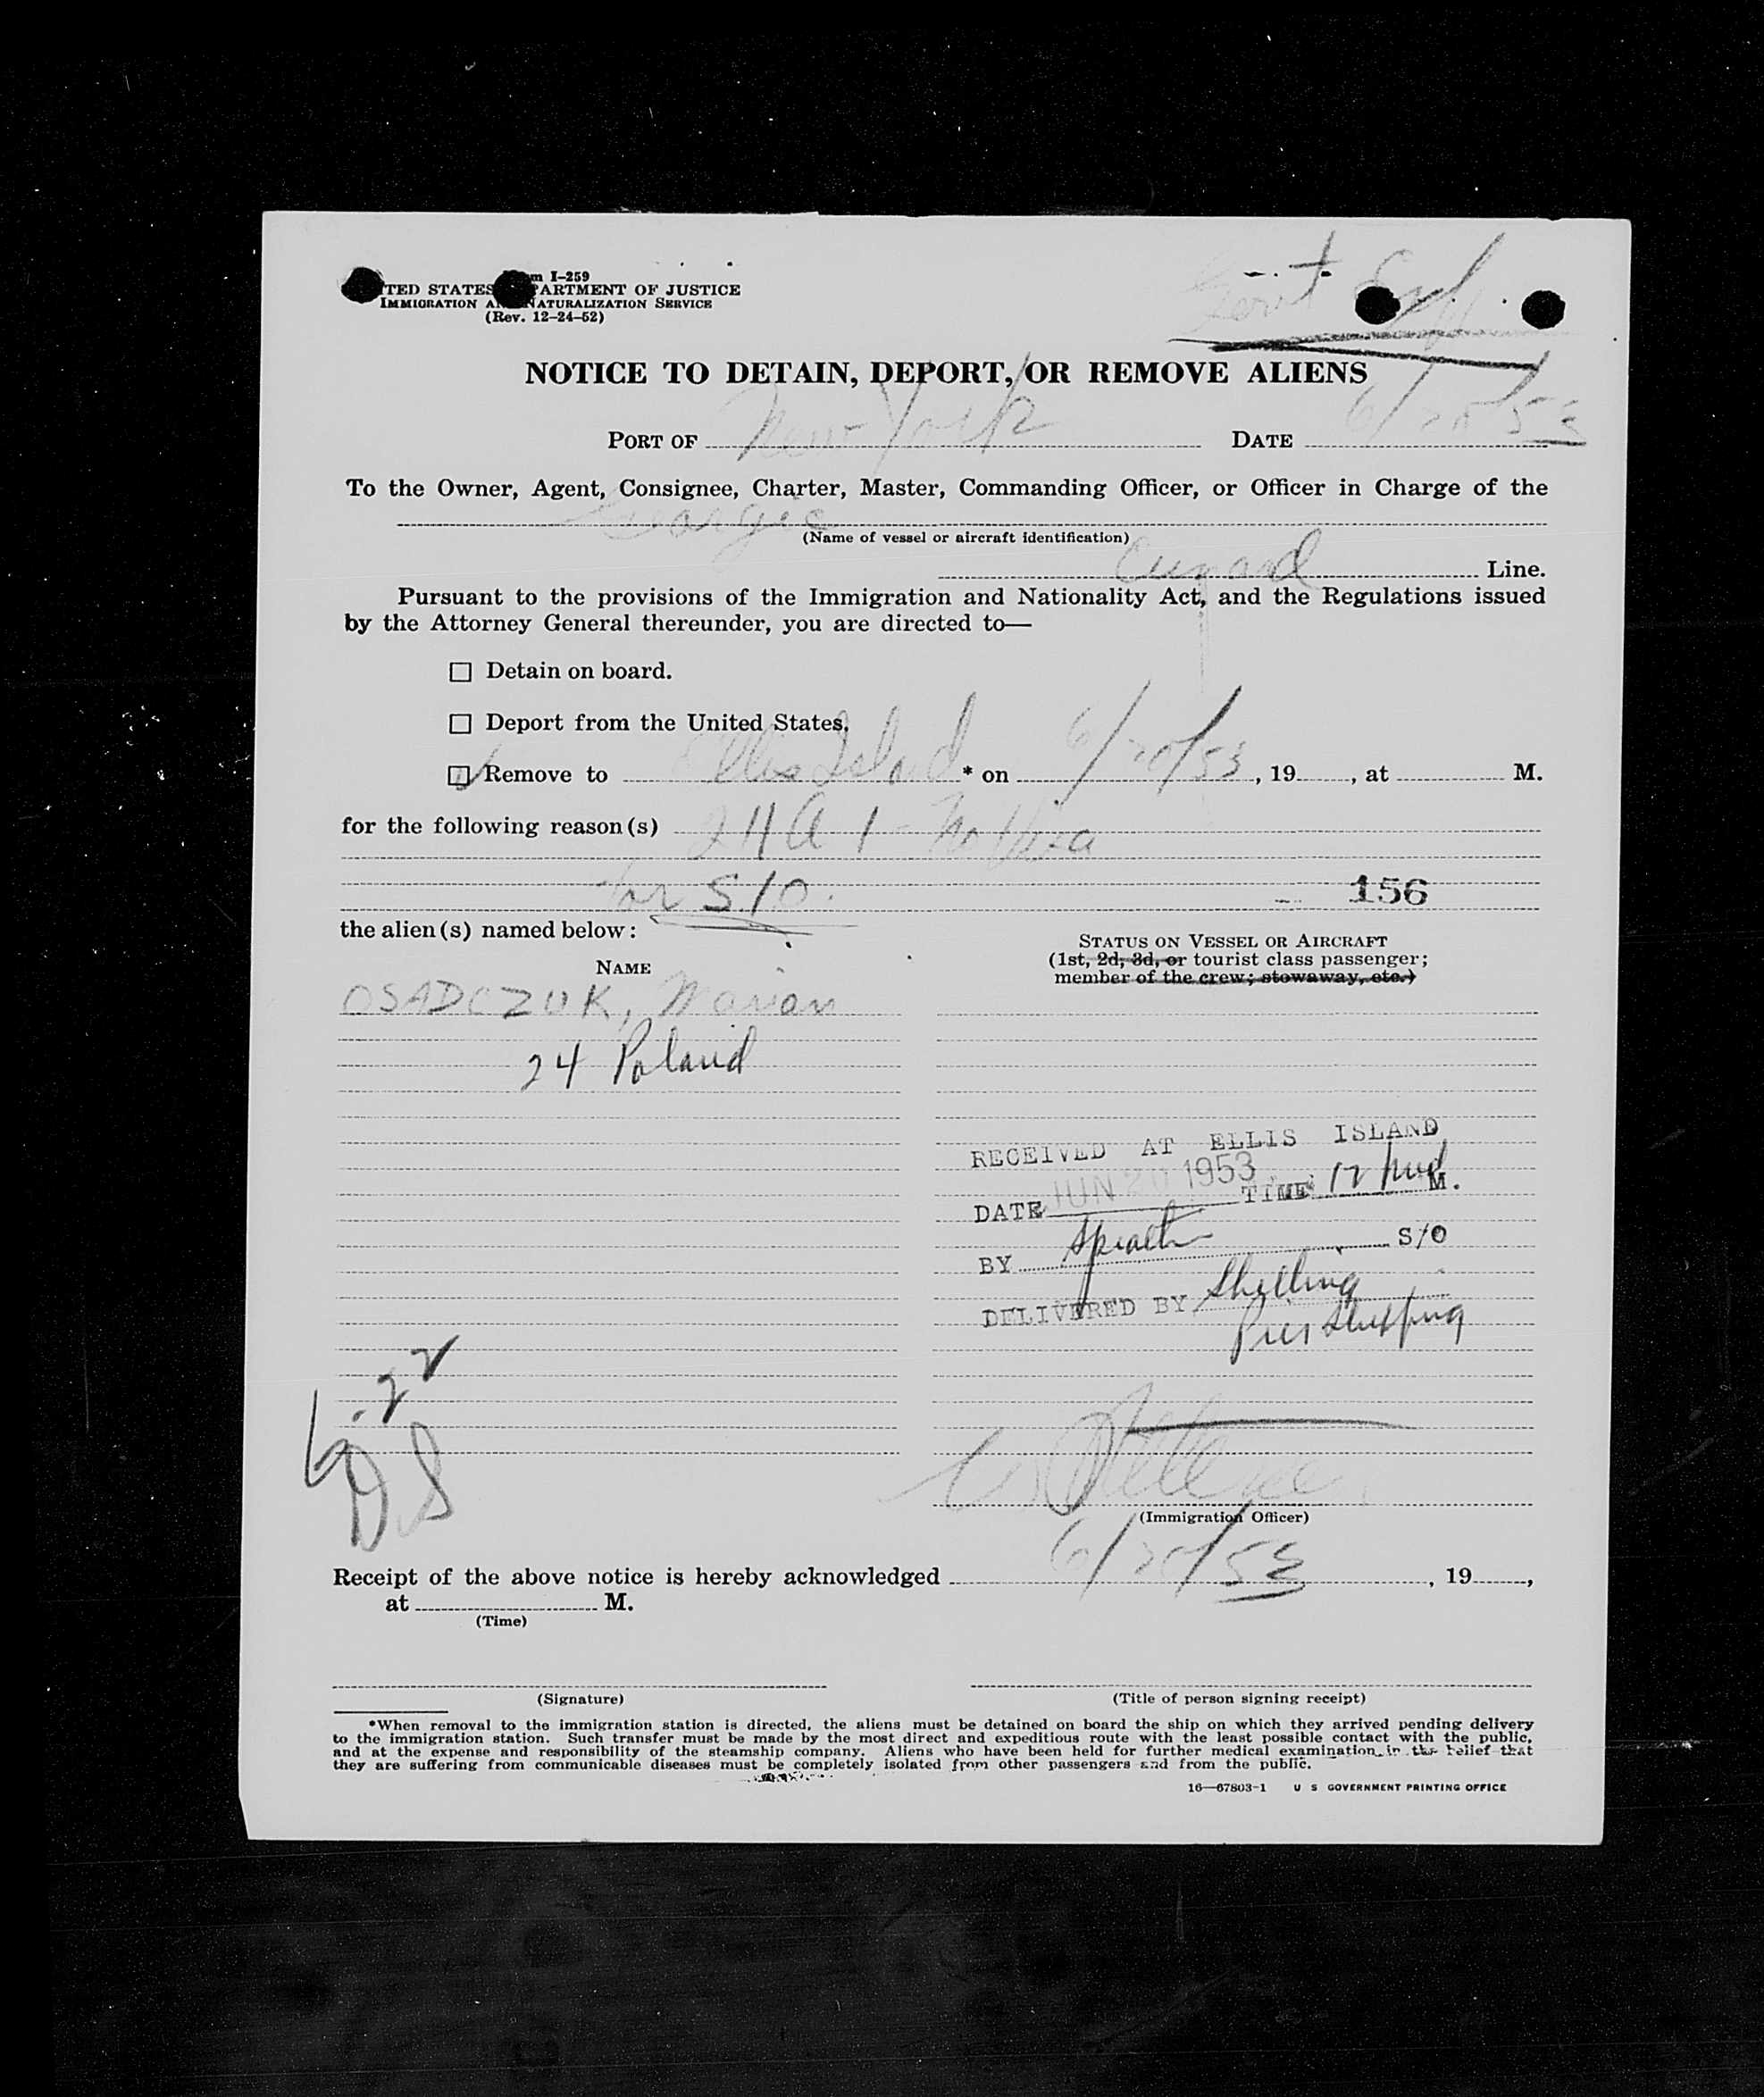 m I-259
TED STATES PARTMENT OF JUSTICE
IMMIGRATION A NATURALIZATION SERVICE
(Rev. 12-24-52)
Govt
NOTICE TO DETAIN, DEPORT, OR REMOVE ALIENS
PORT OF New York DATE 6/20/53
To the Owner, Agent, Consignee, Charter, Master, Commanding Officer, or Officer in Charge of the
Georgic
(Name of vessel or aircraft identification)
Cunard Line.
Pursuant to the provisions of the Immigration and Nationality Act, and the Regulations issued
by the Attorney General thereunder, you are directed to—
☐ Detain on board.
☐ Deport from the United States.
☑ Remove to Ellis Island * on 6/20/53, 19 , at M.
for the following reason(s) 211 A 1 - No Visa
for S/O.
156
the alien(s) named below:
STATUS ON VESSEL OR AIRCRAFT
(1st, 2d, 3d, or tourist class passenger;
member of the crew; stowaway, etc.)
NAME
OSADCZUK, Marian
24 Poland
RECEIVED AT ELLIS ISLAND
DATE JUN 20 1953 TIME 12 M.
BY S/O
DELIVERED BY Shelling
6.22
DS
(Immigration Officer)
Receipt of the above notice is hereby acknowledged 6/20/53, 19 ,
at M.
(Time)
(Signature) (Title of person signing receipt)
*When removal to the immigration station is directed, the aliens must be detained on board the ship on which they arrived pending delivery
to the immigration station. Such transfer must be made by the most direct and expeditious route with the least possible contact with the public,
and at the expense and responsibility of the steamship company. Aliens who have been held for further medical examination in the belief that
they are suffering from communicable diseases must be completely isolated from other passengers and from the public.
16—67803-1 U S GOVERNMENT PRINTING OFFICE